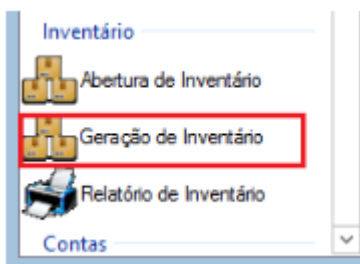 Inventário
Abertura de Inventário
Geração de Inventário
Relatório de Inventário
Contas